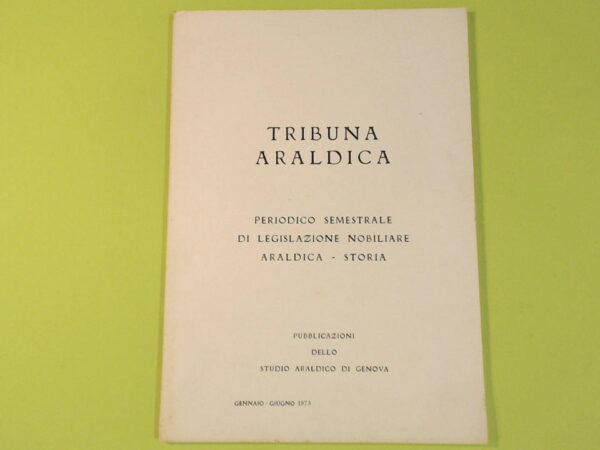 TRIBUNA
ARALDICA
PERIODICO SEMESTRALE
DI LEGISLAZIONE NOBILIARE
ARALDICA - STORIA
PUBBLICAZIONI
DELLO
STUDIO ARALDICO DI GENOVA
GENNAIO - GIUGNO 1973